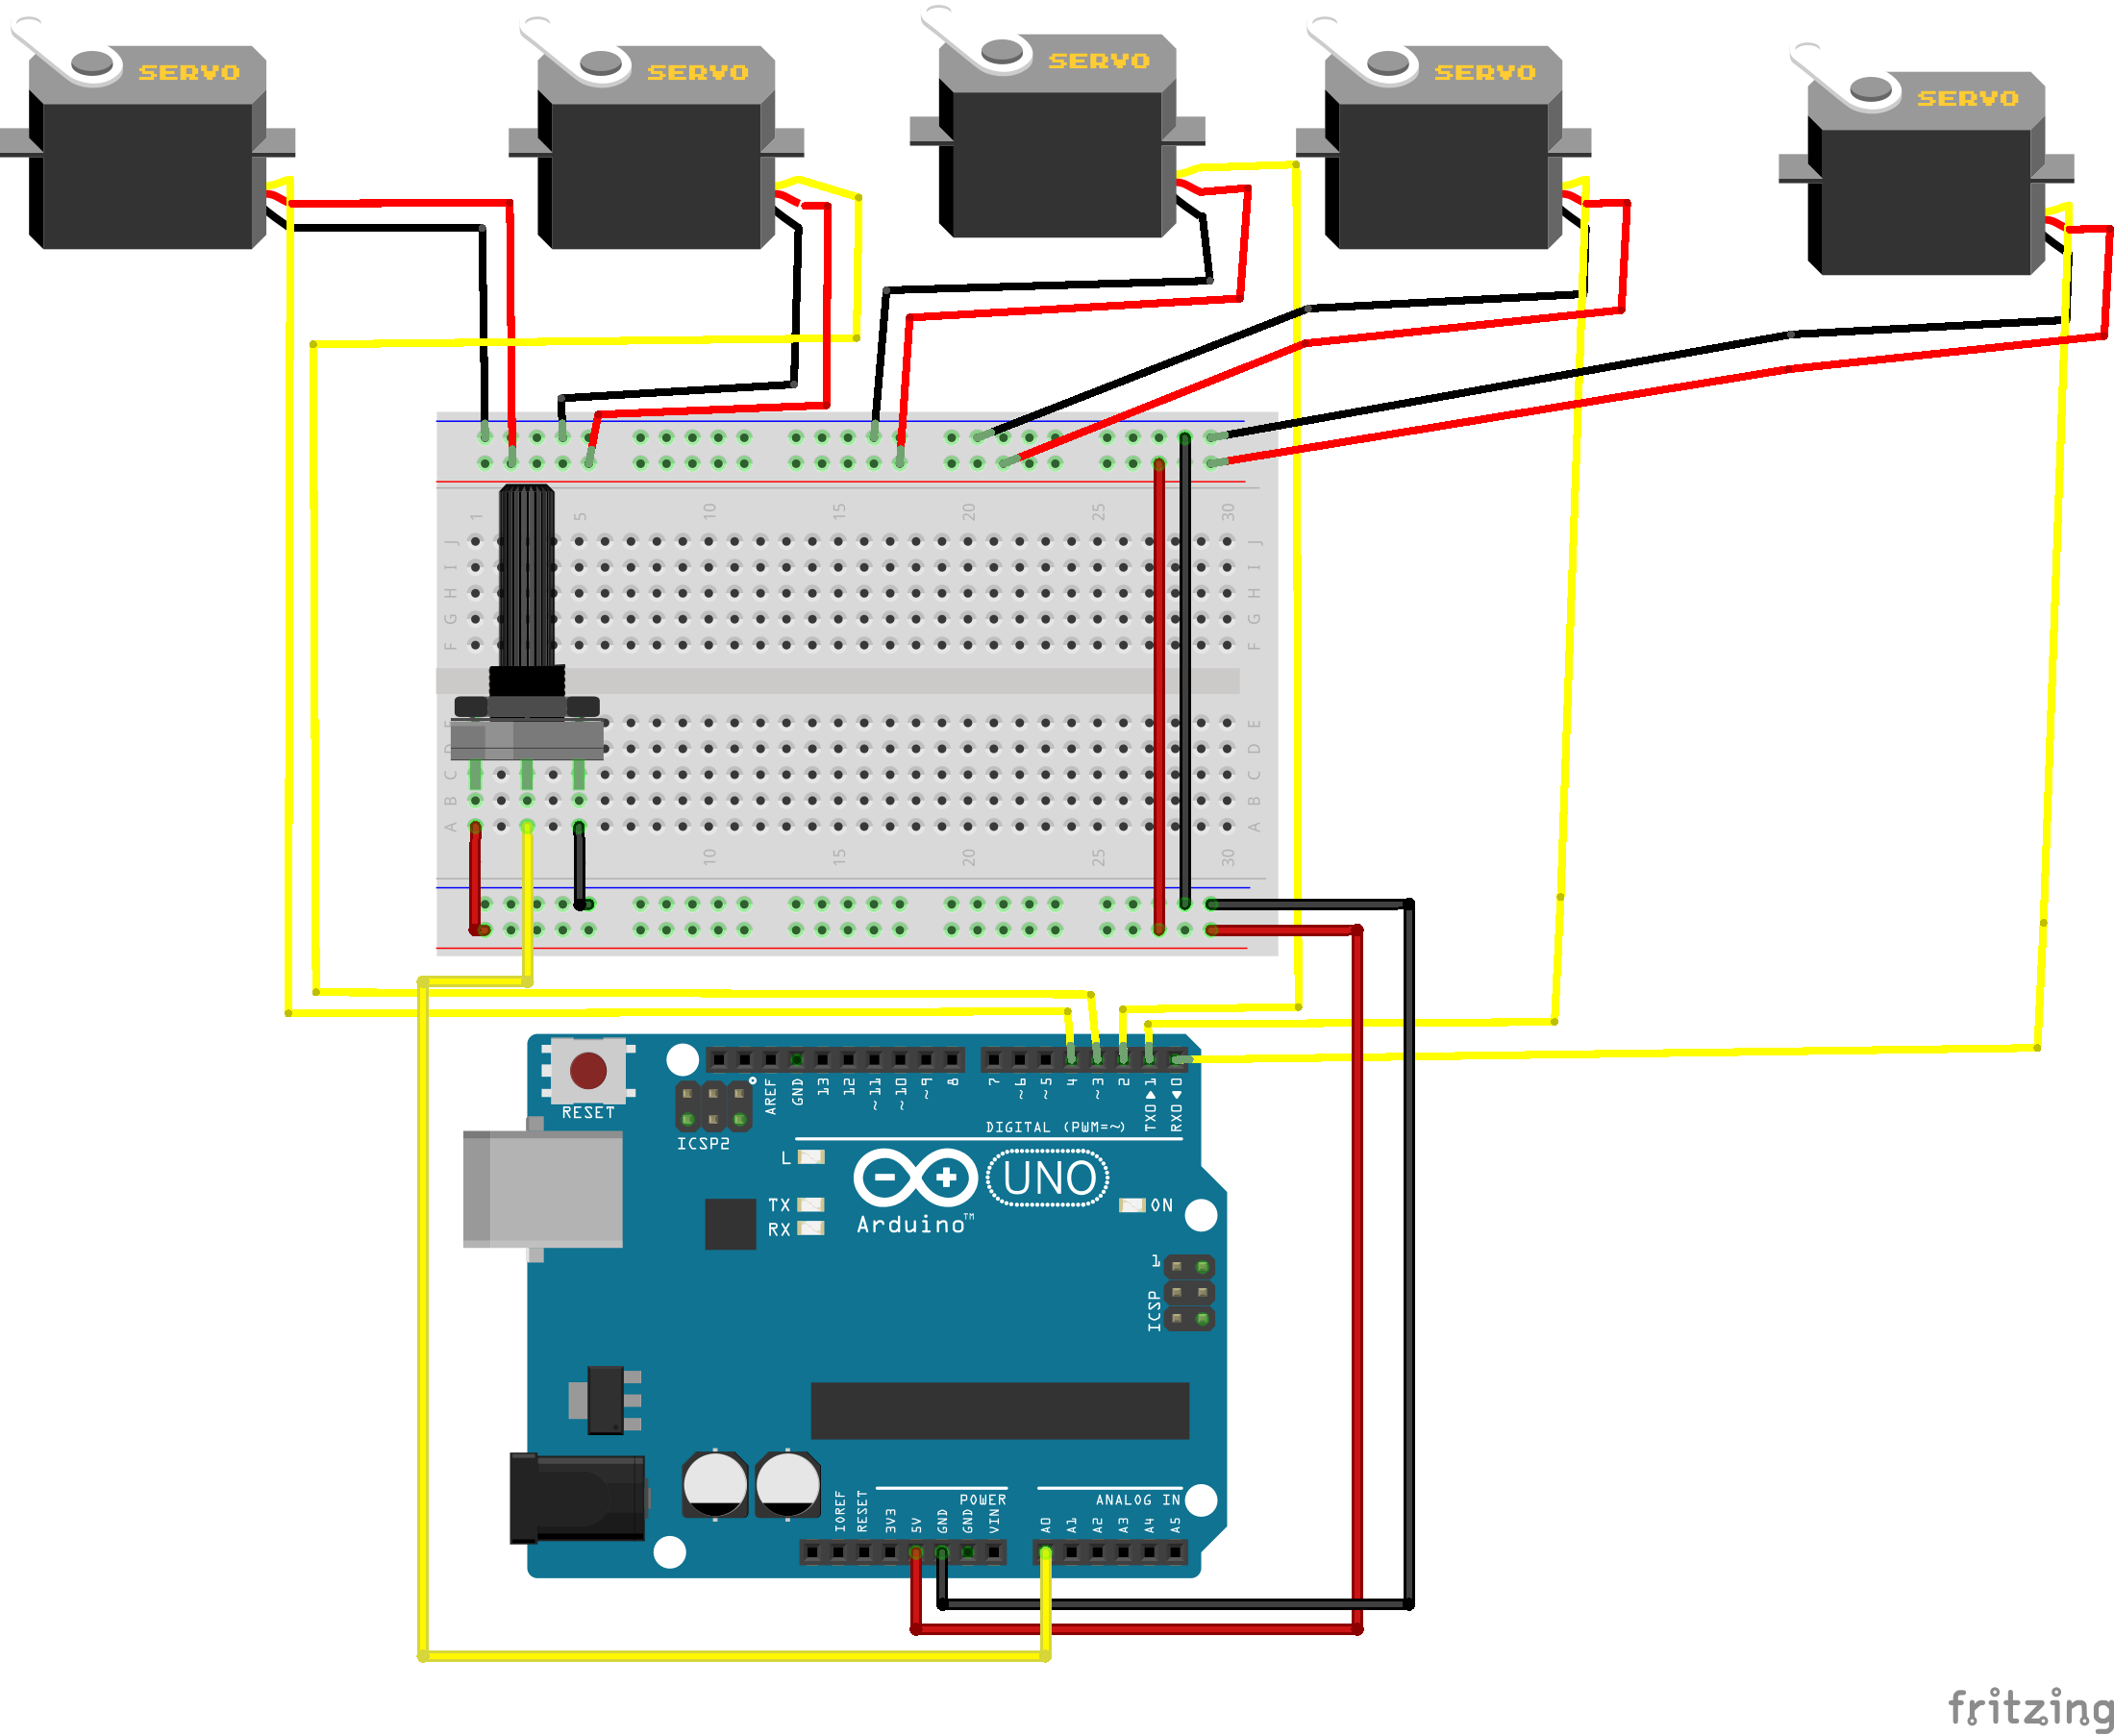 SERVO SERVO SERVO SERVO SERVO
1 5 10 15 20 25 30
J J
I I
H H
G G
F F
E E
D D
C C
B B
A A
10 15 20 25 30
RESET
ICSP2
AREF GND 13 12 ~11 ~10 ~9 8 7 ~6 ~5 4 ~3 2 TX0▶1 RX0◀0
DIGITAL (PWM=~)
L
TX
RX
UNO
Arduino™
ON
1
ICSP
POWER ANALOG IN
IOREF RESET 3V3 5V GND GND VIN A0 A1 A2 A3 A4 A5
fritzing